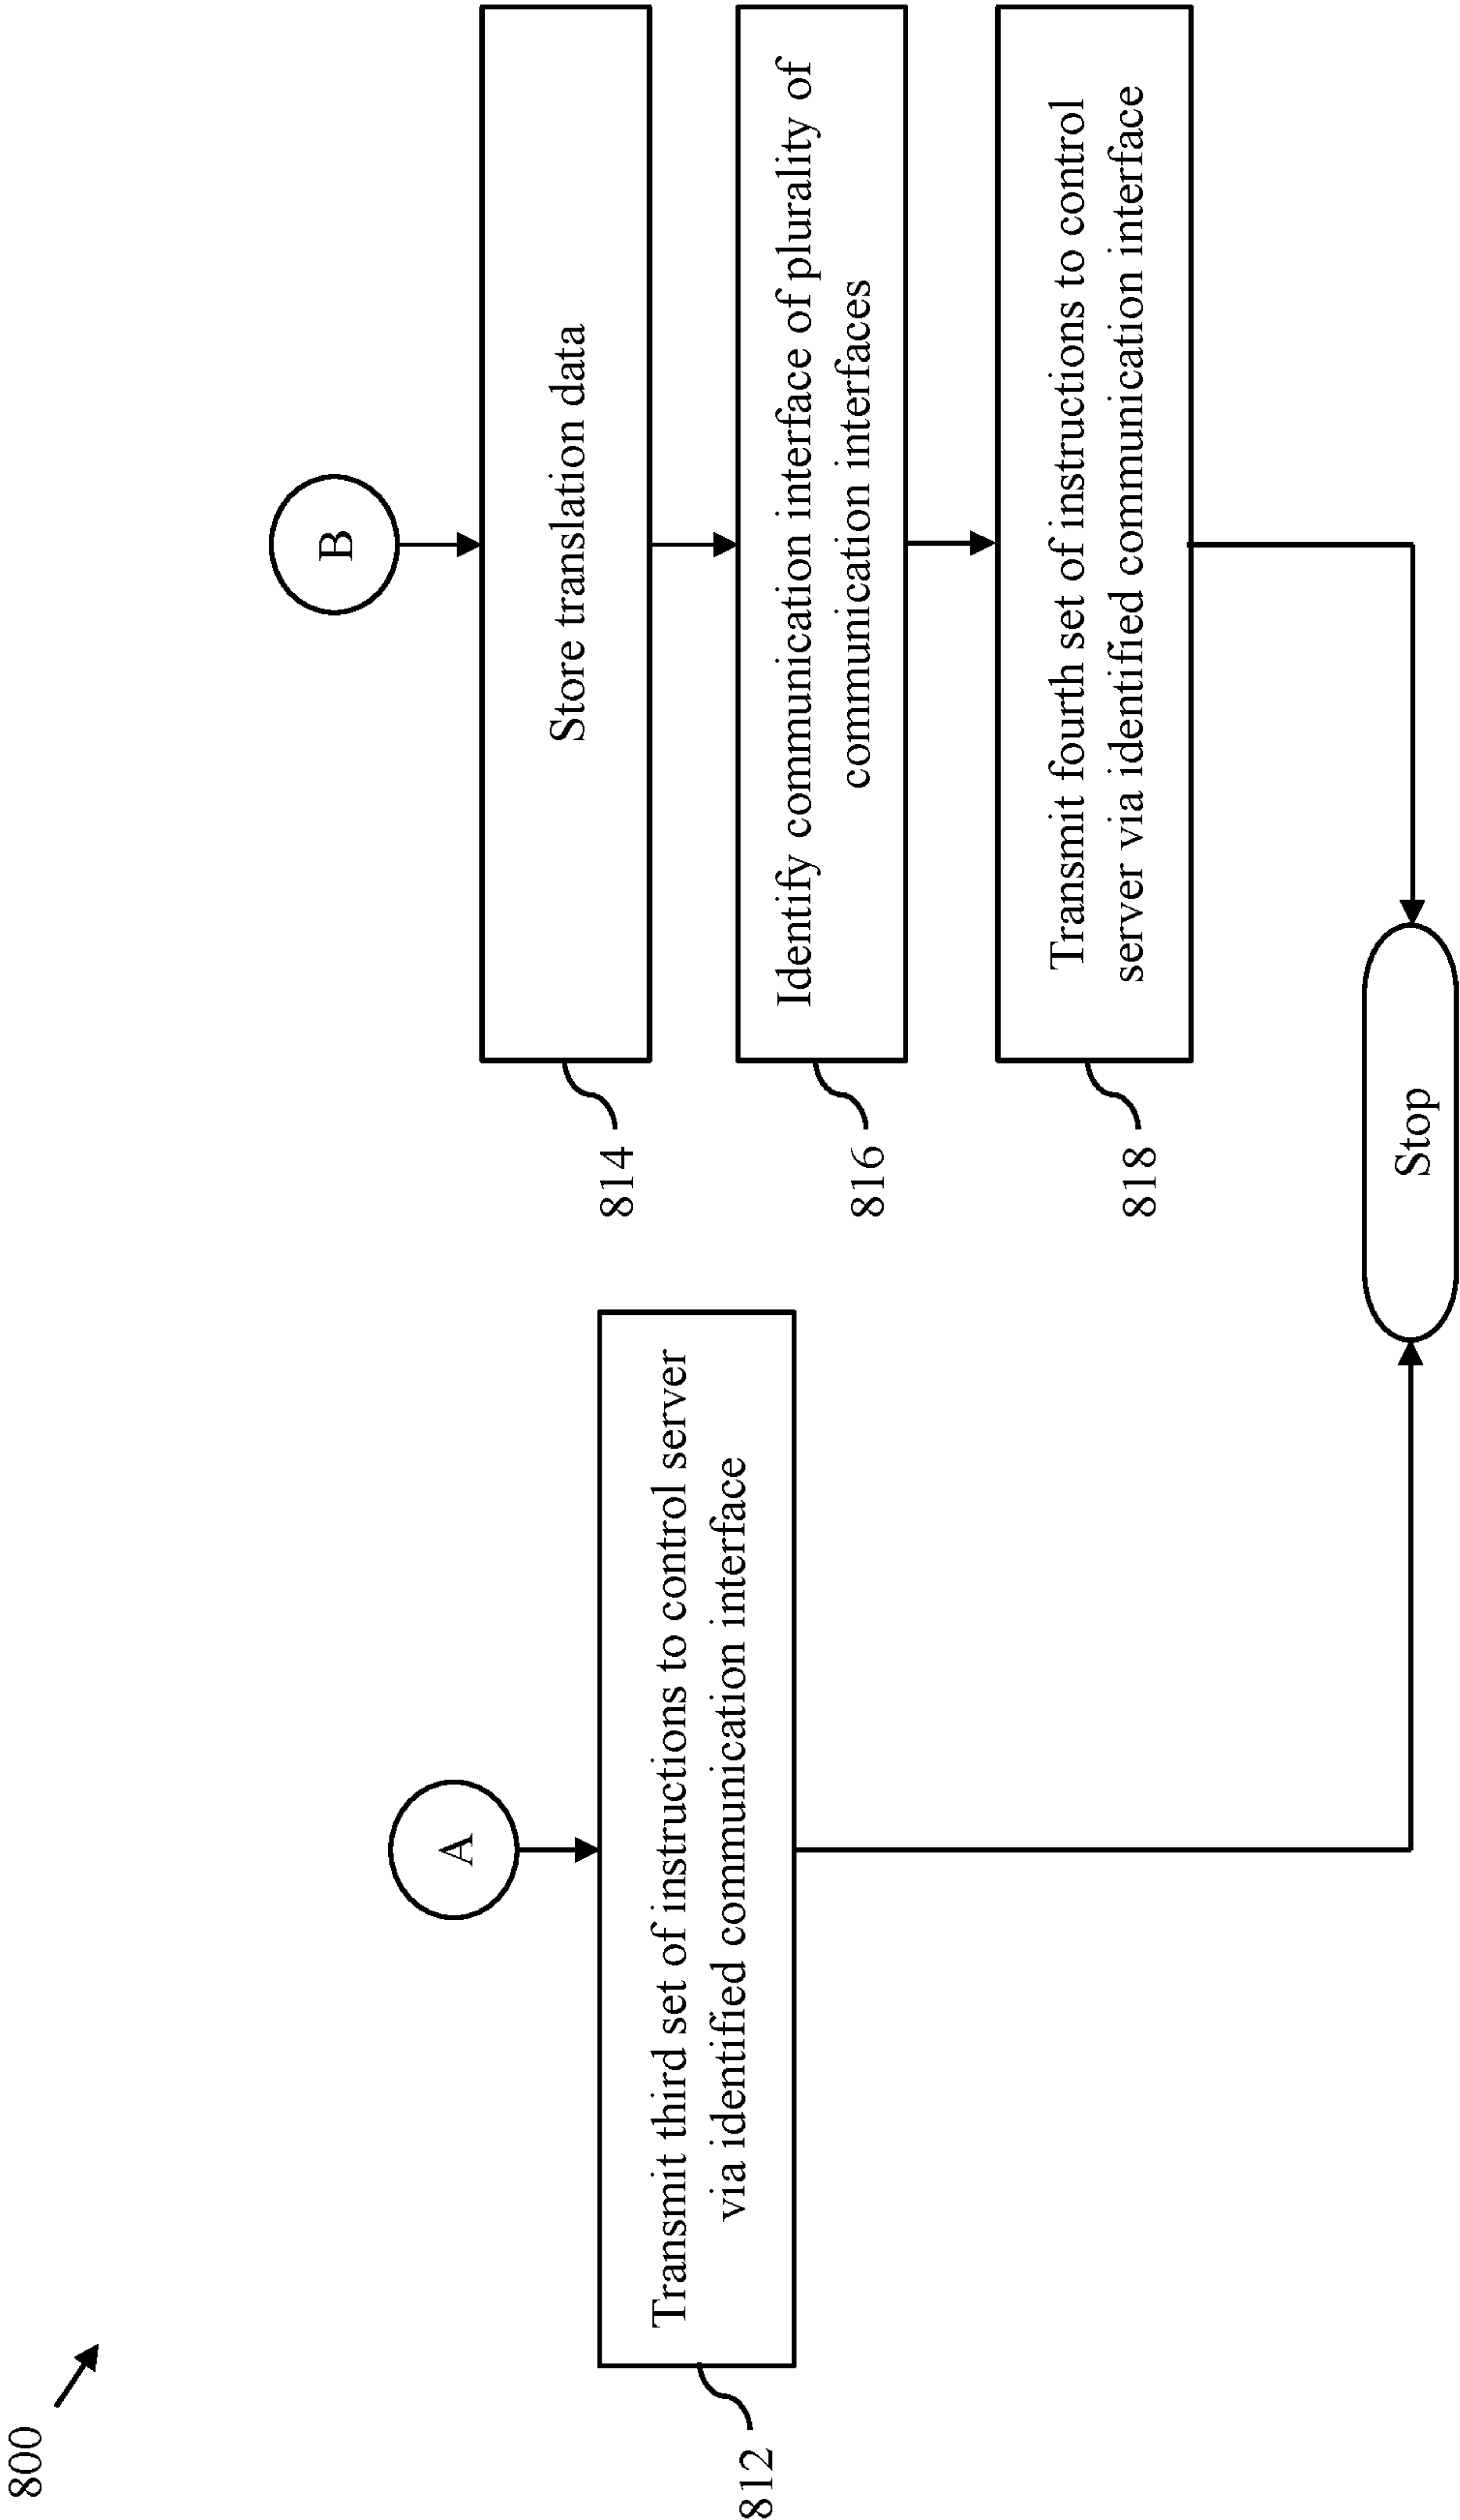 800
A
812
Transmit third set of instructions to control server
via identified communication interface
B
814
Store translation data
816
Identify communication interface of plurality of
communication interfaces
818
Transmit fourth set of instructions to control
server via identified communication interface
Stop